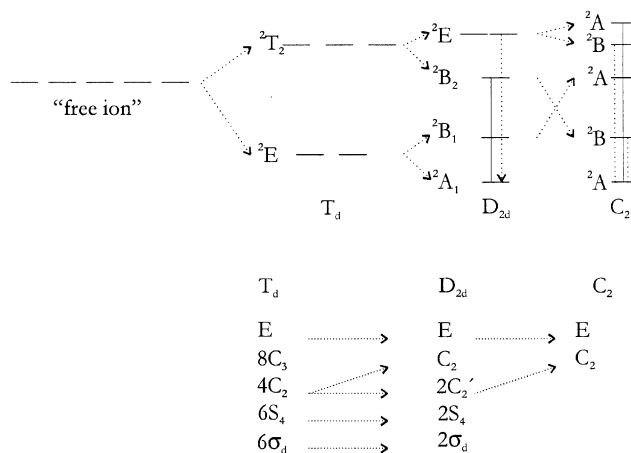 ²A
²T₂ ²E ²B
²B₂ ²A
“free ion”
²E ²B₁ ²B
²A₁ ²A
T_d D_2d C₂
T_d D_2d C₂
E E E
8C₃ C₂ C₂
4C₂ 2C₂′
6S₄ 2S₄
6σ_d 2σ_d